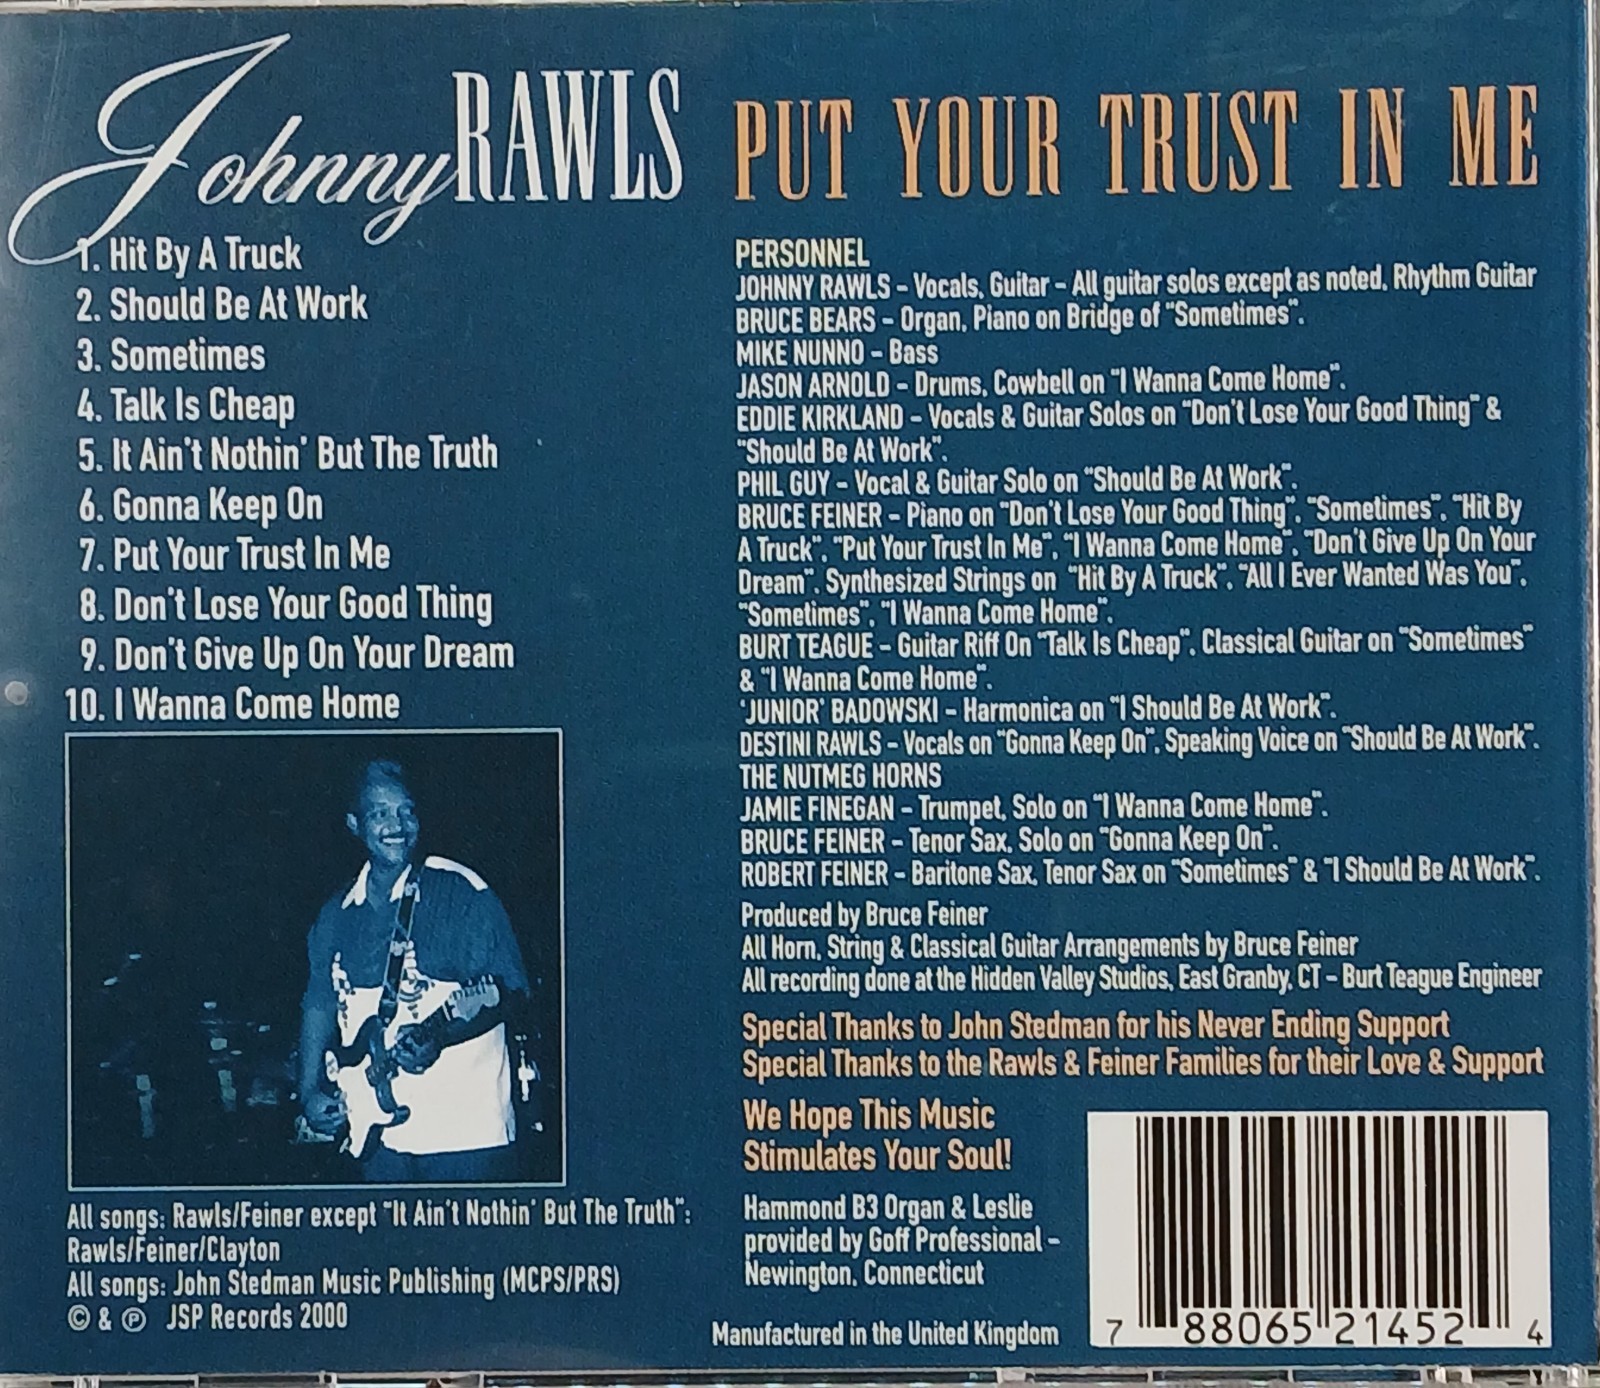 Johnny RAWLS
1. Hit By A Truck
2. Should Be At Work
3. Sometimes
4. Talk Is Cheap
5. It Ain't Nothin' But The Truth
6. Gonna Keep On
7. Put Your Trust In Me
8. Don't Lose Your Good Thing
9. Don't Give Up On Your Dream
10. I Wanna Come Home
All songs: Rawls/Feiner except "It Ain't Nothin' But The Truth":
Rawls/Feiner/Clayton
All songs: John Stedman Music Publishing (MCPS/PRS)
© & ℗ JSP Records 2000
PUT YOUR TRUST IN ME
PERSONNEL
JOHNNY RAWLS – Vocals, Guitar – All guitar solos except as noted, Rhythm Guitar
BRUCE BEARS – Organ, Piano on Bridge of "Sometimes".
MIKE NUNNO – Bass
JASON ARNOLD – Drums, Cowbell on "I Wanna Come Home".
EDDIE KIRKLAND – Vocals & Guitar Solos on "Don't Lose Your Good Thing" &
"Should Be At Work".
PHIL GUY – Vocal & Guitar Solo on "Should Be At Work".
BRUCE FEINER – Piano on "Don't Lose Your Good Thing", "Sometimes", "Hit By
A Truck", "Put Your Trust In Me", "I Wanna Come Home", "Don't Give Up On Your
Dream", Synthesized Strings on "Hit By A Truck", "All I Ever Wanted Was You",
"Sometimes", "I Wanna Come Home".
BURT TEAGUE – Guitar Riff On "Talk Is Cheap", Classical Guitar on "Sometimes"
& "I Wanna Come Home".
'JUNIOR' BADOWSKI – Harmonica on "I Should Be At Work".
DESTINI RAWLS – Vocals on "Gonna Keep On", Speaking Voice on "Should Be At Work".
THE NUTMEG HORNS
JAMIE FINEGAN – Trumpet, Solo on "I Wanna Come Home".
BRUCE FEINER – Tenor Sax, Solo on "Gonna Keep On".
ROBERT FEINER – Baritone Sax, Tenor Sax on "Sometimes" & "I Should Be At Work".
Produced by Bruce Feiner
All Horn, String & Classical Guitar Arrangements by Bruce Feiner
All recording done at the Hidden Valley Studios, East Granby, CT – Burt Teague Engineer
Special Thanks to John Stedman for his Never Ending Support
Special Thanks to the Rawls & Feiner Families for their Love & Support
We Hope This Music
Stimulates Your Soul!
Hammond B3 Organ & Leslie
provided by Goff Professional –
Newington, Connecticut
Manufactured in the United Kingdom
7 88065 21452 4